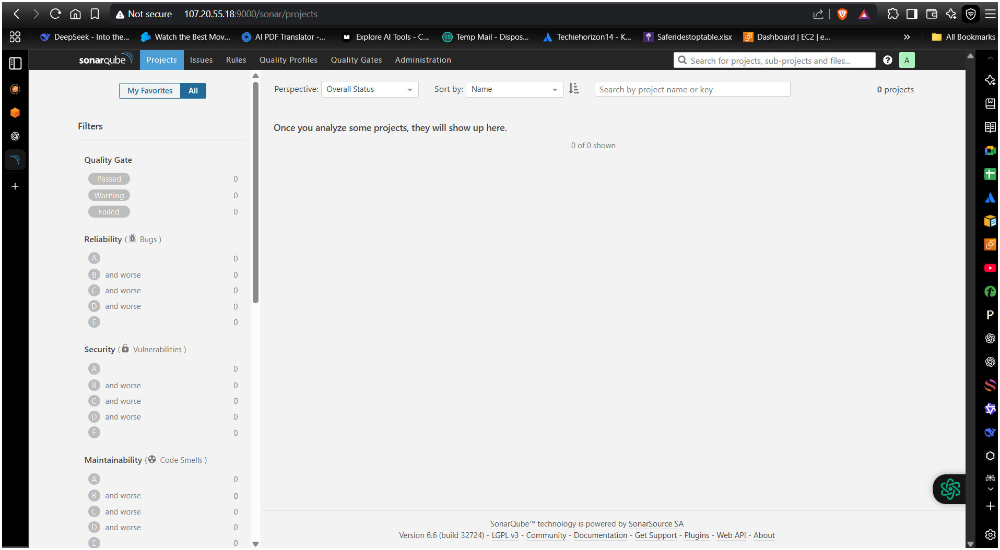 Not secure 107.20.55.18:9000/sonar/projects
DeepSeek - Into the... Watch the Best Mov... AI PDF Translator -... Explore AI Tools - C... Temp Mail - Dispos... Techiehorizon14 - K... Saferidestoptable.xlsx Dashboard | EC2 | e... » All Bookmarks
sonarqube Projects Issues Rules Quality Profiles Quality Gates Administration Search for projects, sub-projects and files... ? A
My Favorites All
Perspective: Overall Status Sort by: Name Search by project name or key 0 projects
Filters
Once you analyze some projects, they will show up here.
0 of 0 shown
Quality Gate
Passed 0
Warning 0
Failed 0
Reliability ( Bugs )
A 0
B and worse 0
C and worse 0
D and worse 0
E 0
Security ( Vulnerabilities )
A 0
B and worse 0
C and worse 0
D and worse 0
E 0
Maintainability ( Code Smells )
A 0
B and worse 0
C and worse 0
D and worse 0
E 0
SonarQube™ technology is powered by SonarSource SA
Version 6.6 (build 32724) - LGPL v3 - Community - Documentation - Get Support - Plugins - Web API - About